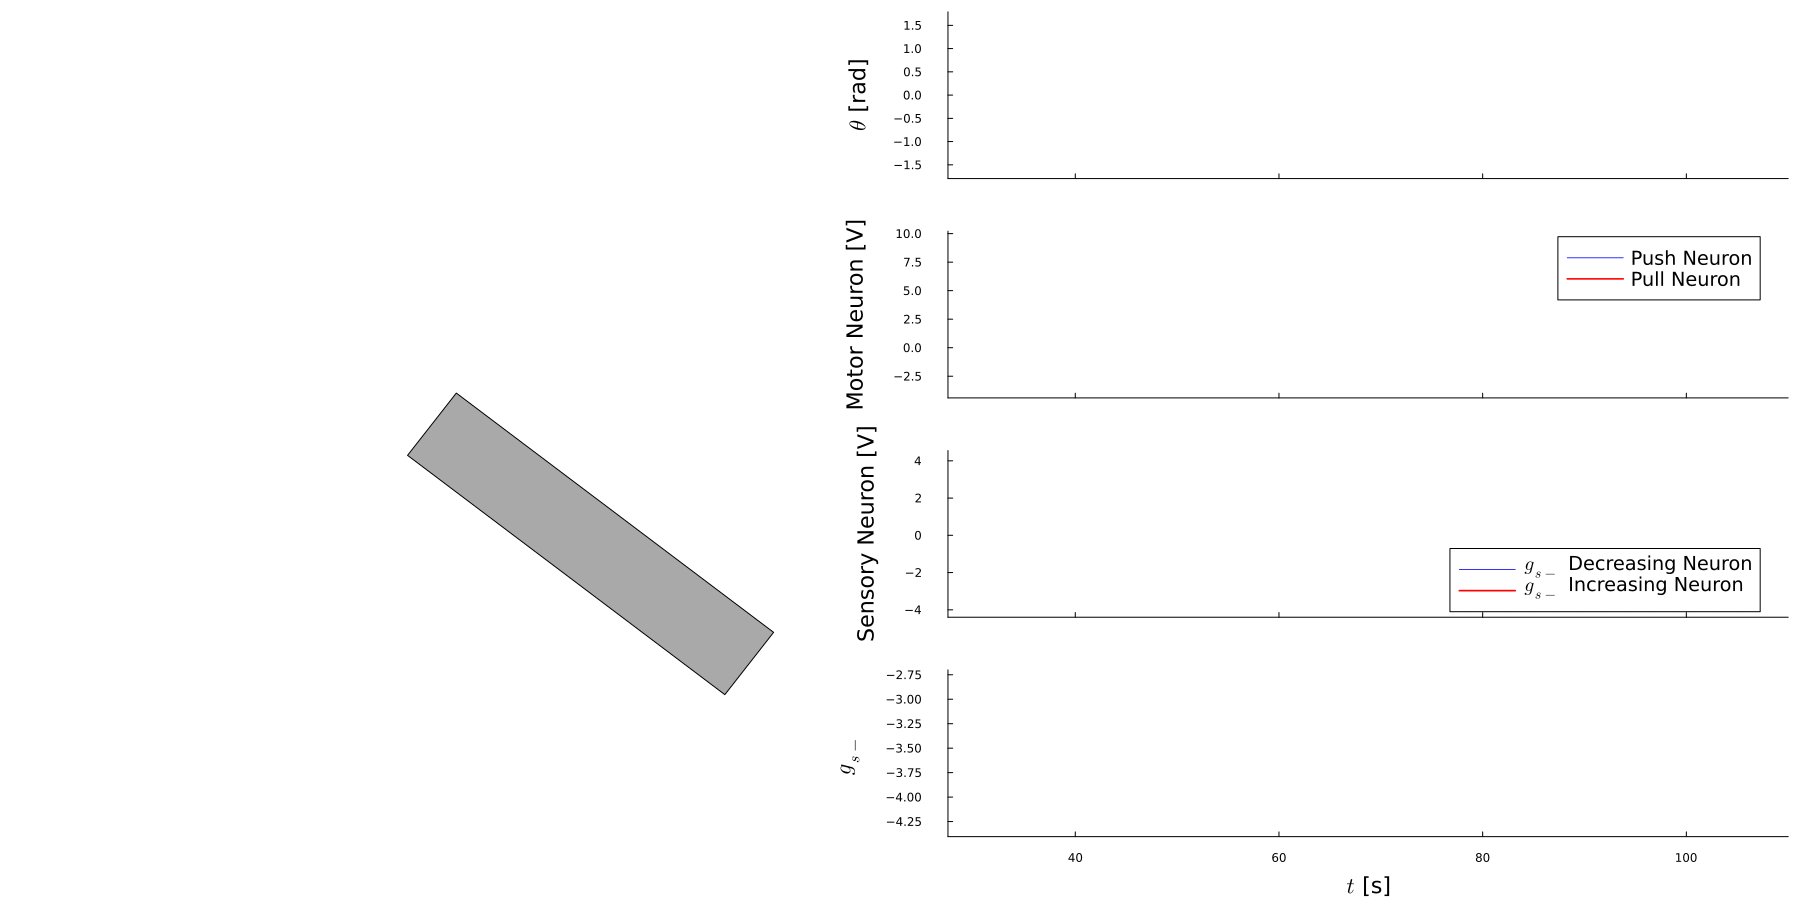 1.5
1.0
0.5
0.0
−0.5
−1.0
−1.5
θ [rad]
10.0
7.5
5.0
2.5
0.0
−2.5
Motor Neuron [V]
Push Neuron
Pull Neuron
4
2
0
−2
−4
Sensory Neuron [V]
g_{s−} Decreasing Neuron
g_{s−} Increasing Neuron
−2.75
−3.00
−3.25
−3.50
−3.75
−4.00
−4.25
g_{s−}
40 60 80 100
t [s]